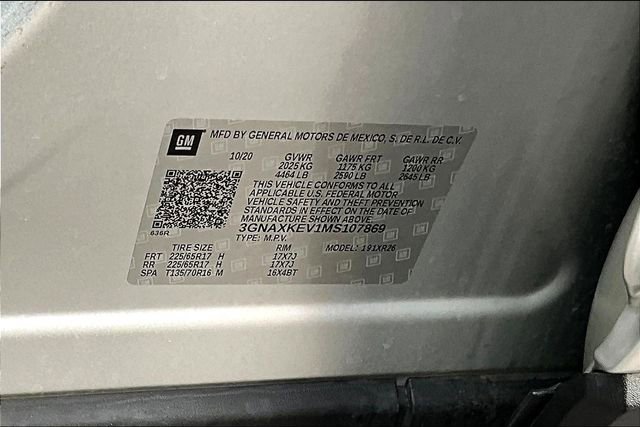 GM MFD BY GENERAL MOTORS DE MEXICO, S. DE R.L. DE C.V.
10/20 GVWR GAWR FRT GAWR RR
2025 KG 1175 KG 1200 KG
4464 LB 2590 LB 2645 LB
THIS VEHICLE CONFORMS TO ALL
APPLICABLE U.S. FEDERAL MOTOR
VEHICLE SAFETY AND THEFT PREVENTION
STANDARDS IN EFFECT ON THE DATE OF
MANUFACTURE SHOWN ABOVE.
3GNAXKEV1MS107869
636R TYPE: M.P.V. MODEL: 191XR26
TIRE SIZE RIM
FRT 225/65R17 H 17X7J
RR 225/65R17 H 17X7J
SPA T135/70R16 M 16X4BT